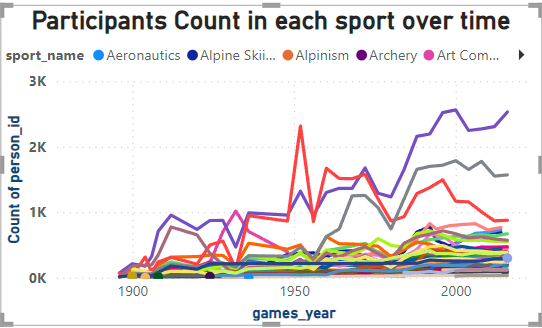 Participants Count in each sport over time
sport_name Aeronautics Alpine Skii... Alpinism Archery Art Com...
3K
2K
1K
0K
Count of person_id
1900 1950 2000
games_year